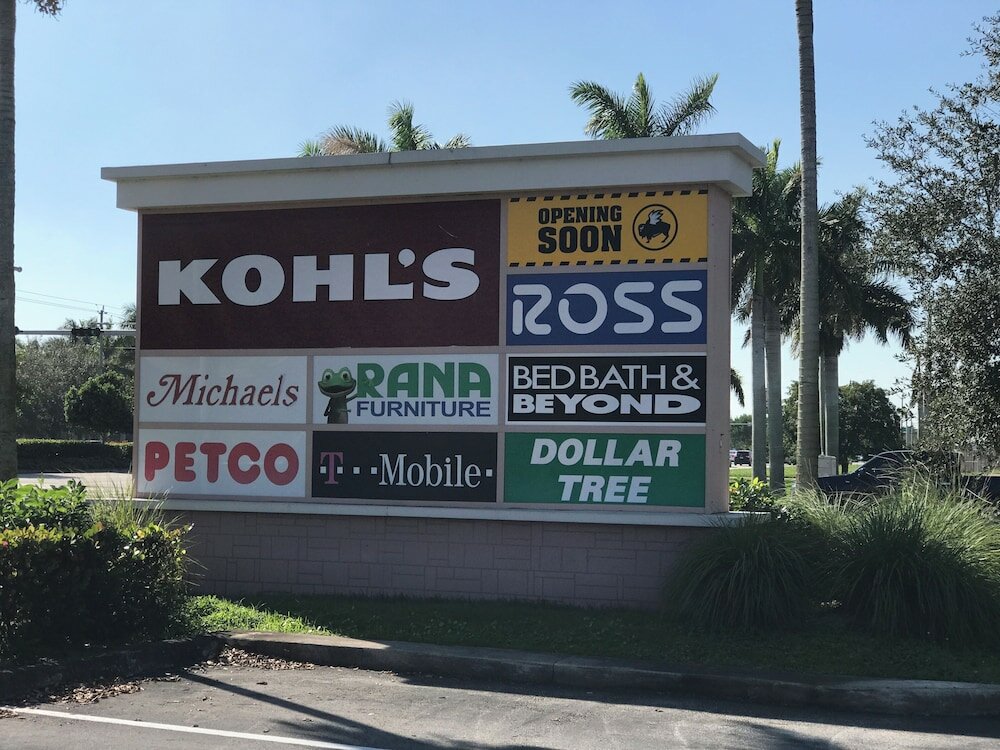 KOHL'S
OPENING
SOON
ROSS
Michaels
RANA
FURNITURE
BED BATH &
BEYOND
PETCO
T··Mobile·
DOLLAR
TREE